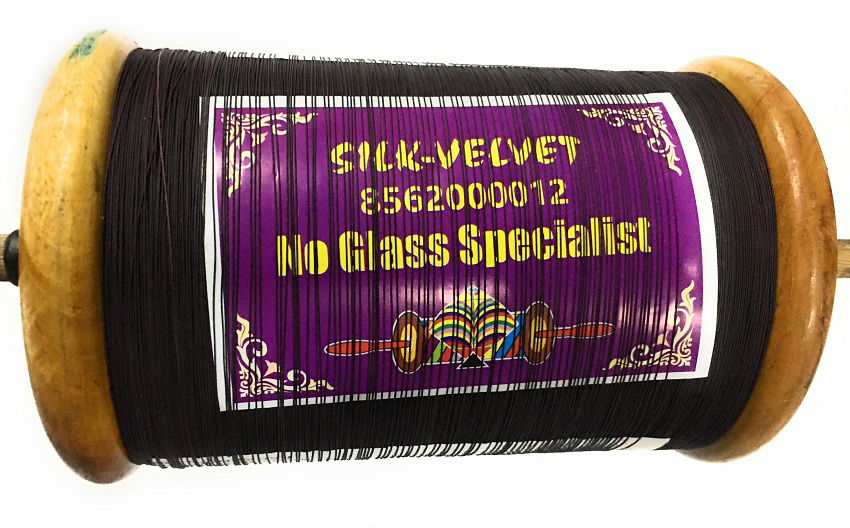 SILK-VELVET
8562000012
No Glass Specialist